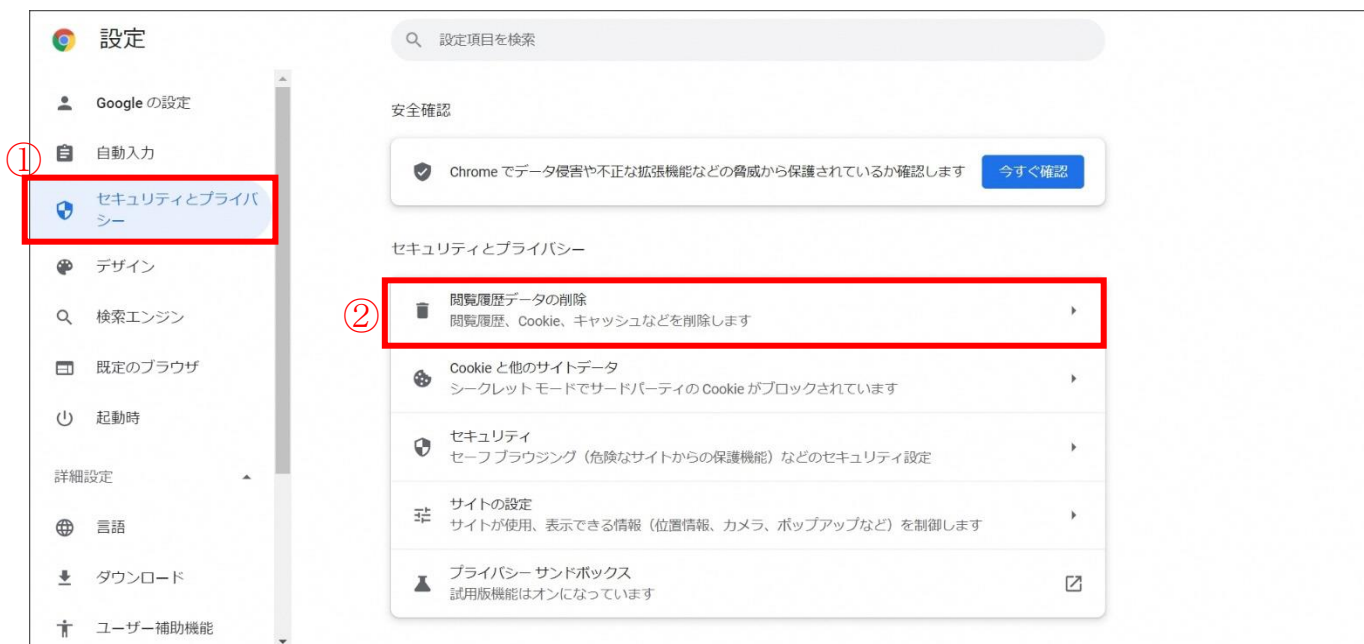 設定
設定項目を検索
Google の設定
自動入力
①
セキュリティとプライバ
シー
デザイン
検索エンジン
既定のブラウザ
起動時
詳細設定
言語
ダウンロード
ユーザー補助機能
安全確認
Chrome でデータ侵害や不正な拡張機能などの脅威から保護されているか確認します
今すぐ確認
セキュリティとプライバシー
②
閲覧履歴データの削除
閲覧履歴、Cookie、キャッシュなどを削除します
Cookie と他のサイトデータ
シークレット モードでサードパーティの Cookie がブロックされています
セキュリティ
セーフ ブラウジング（危険なサイトからの保護機能）などのセキュリティ設定
サイトの設定
サイトが使用、表示できる情報（位置情報、カメラ、ポップアップなど）を制御します
プライバシー サンドボックス
試用版機能はオンになっています